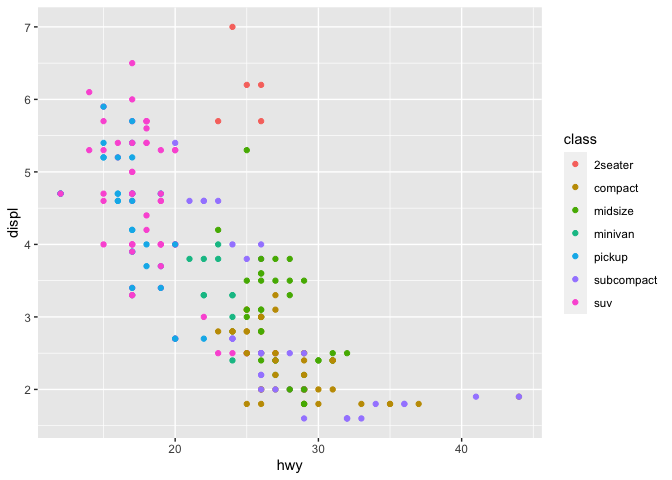 7
6
5
4
3
2
displ
20
30
40
hwy
class
2seater
compact
midsize
minivan
pickup
subcompact
suv